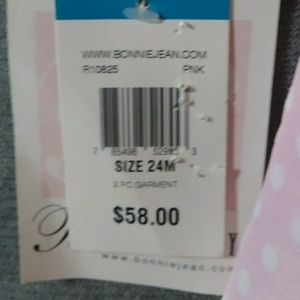 WWW.BONNIEJEAN.COM
R10825 PNK
SIZE 24M
2 PC GARMENT
$58.00
www.bonniejean.com